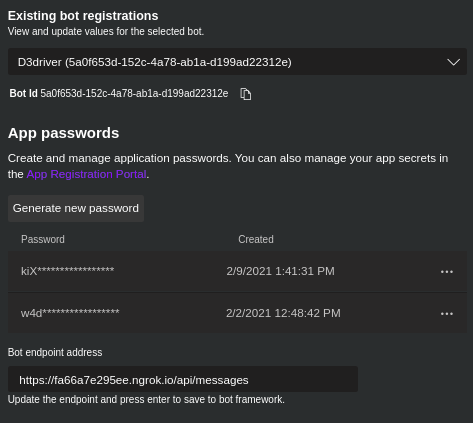 Existing bot registrations
View and update values for the selected bot.
D3driver (5a0f653d-152c-4a78-ab1a-d199ad22312e)
Bot Id 5a0f653d-152c-4a78-ab1a-d199ad22312e
App passwords
Create and manage application passwords. You can also manage your app secrets in
the App Registration Portal.
Generate new password
Password Created
kiX***************** 2/9/2021 1:41:31 PM
w4d***************** 2/2/2021 12:48:42 PM
Bot endpoint address
https://fa66a7e295ee.ngrok.io/api/messages
Update the endpoint and press enter to save to bot framework.